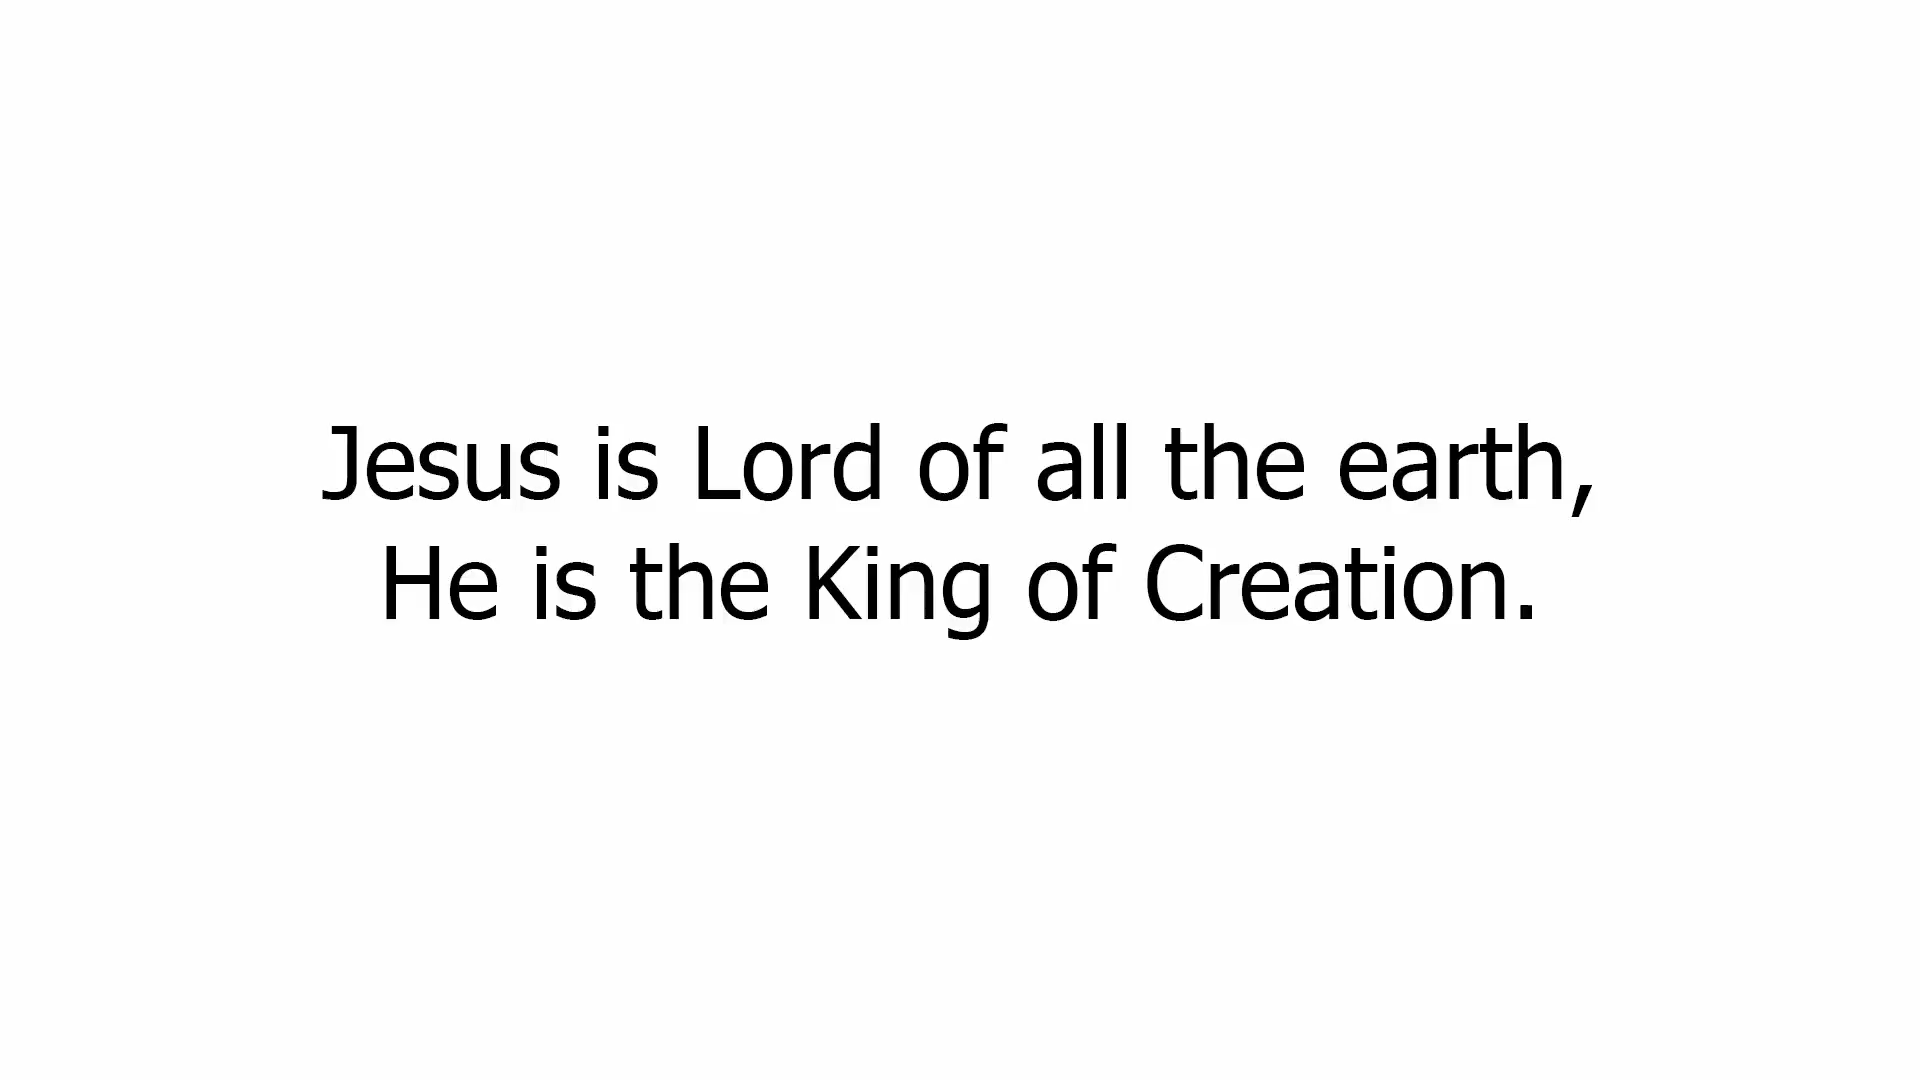 Jesus is Lord of all the earth,
He is the King of Creation.